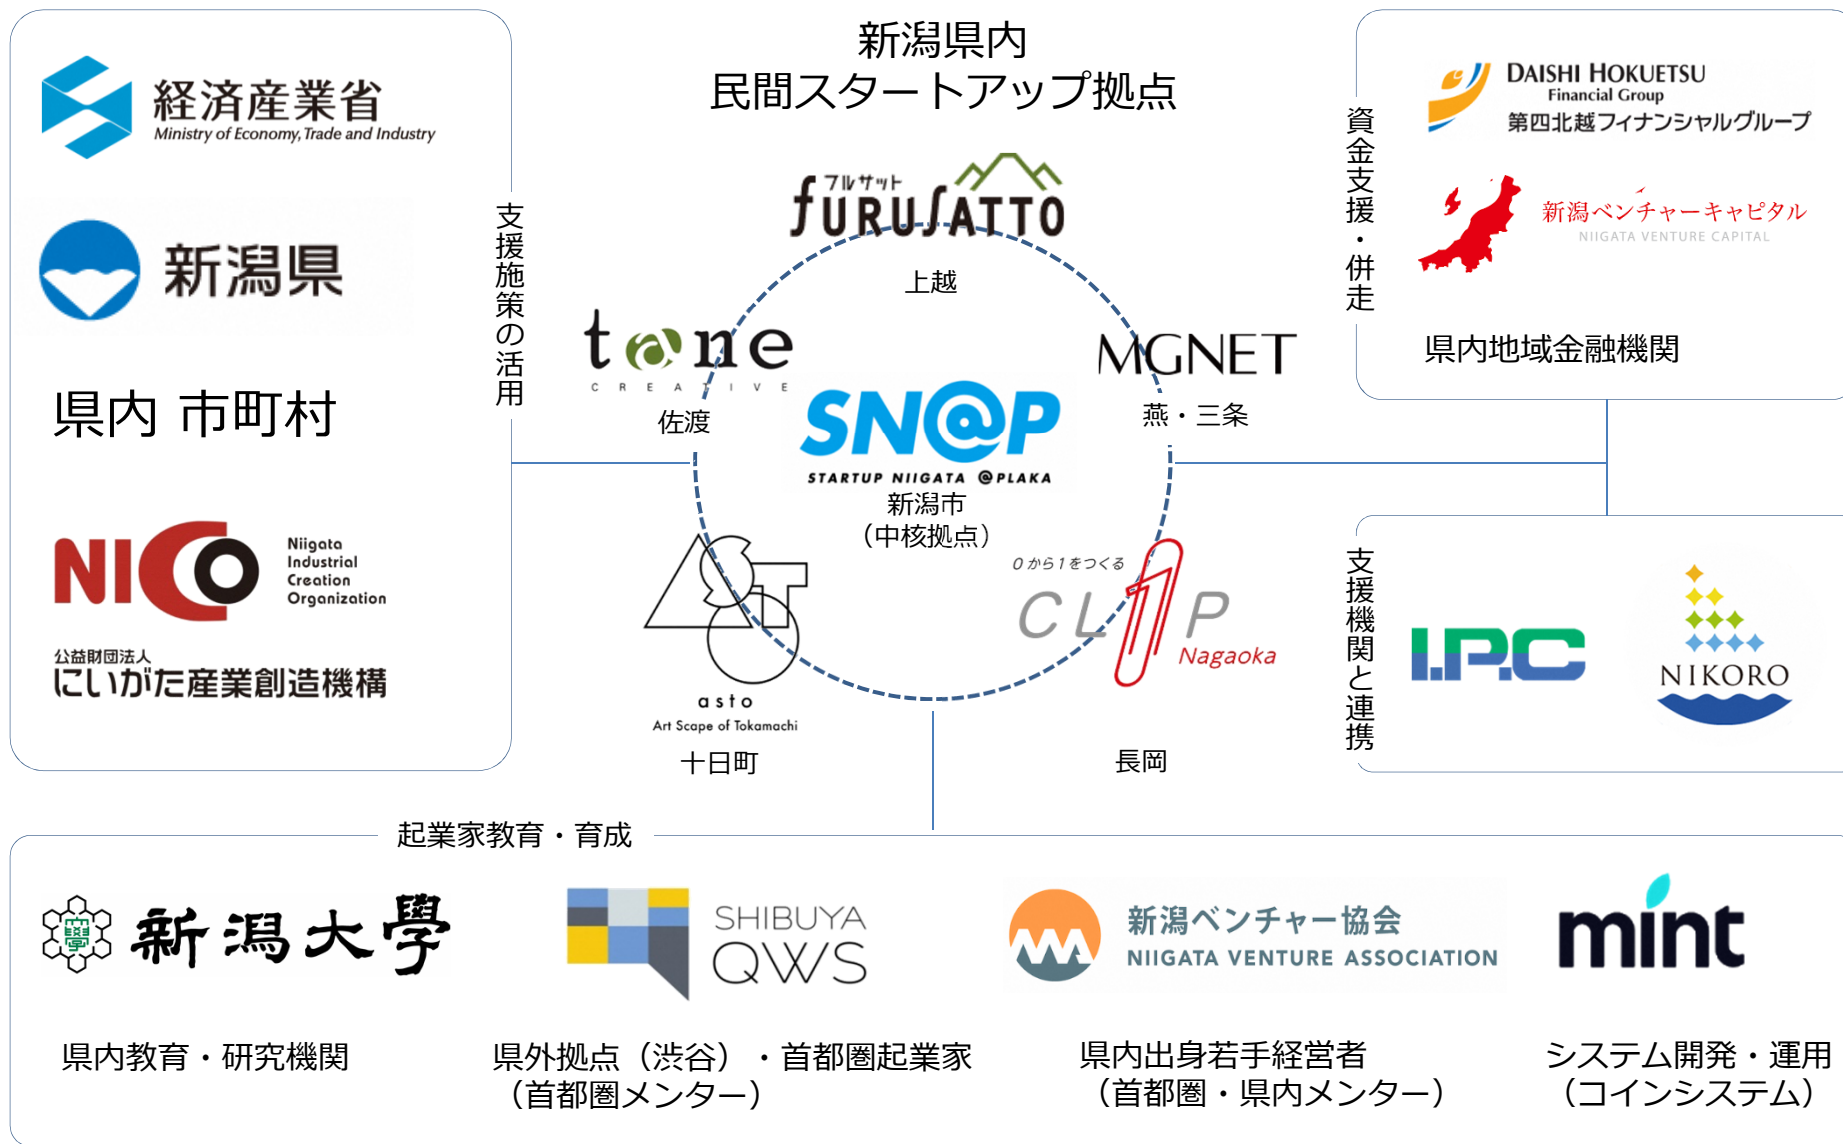 新潟県内
民間スタートアップ拠点
経済産業省
Ministry of Economy, Trade and Industry
新潟県
県内 市町村
NICO
Niigata
Industrial
Creation
Organization
公益財団法人
にいがた産業創造機構
支援施策の活用
フルサット
FURUSATTO
上越
t@ne
CREATIVE
佐渡
MGNET
燕・三条
SN@P
STARTUP NIIGATA @PLAKA
新潟市
（中核拠点）
AST
asto
Art Scape of Tokamachi
十日町
0から1をつくる
CL1P
Nagaoka
長岡
資金支援・併走
DAISHI HOKUETSU
Financial Group
第四北越フィナンシャルグループ
新潟ベンチャーキャピタル
NIIGATA VENTURE CAPITAL
県内地域金融機関
支援機関と連携
I.P.C
NIKORO
起業家教育・育成
新潟大學
県内教育・研究機関
SHIBUYA
QWS
県外拠点（渋谷）・首都圏起業家
（首都圏メンター）
新潟ベンチャー協会
NIIGATA VENTURE ASSOCIATION
県内出身若手経営者
（首都圏・県内メンター）
mint
システム開発・運用
（コインシステム）